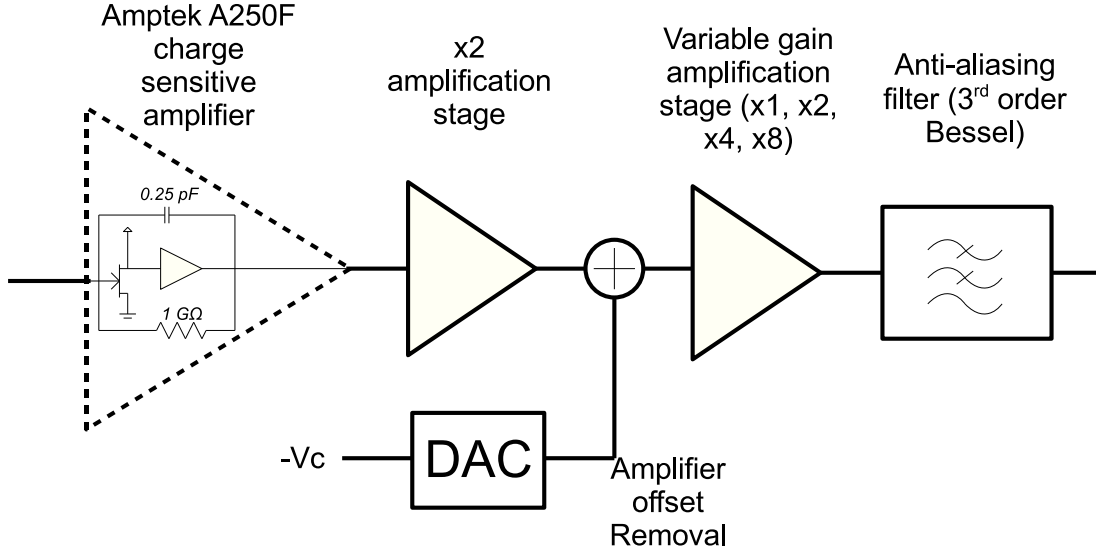 Amptek A250F
charge
sensitive
amplifier
x2
amplification
stage
Variable gain
amplification
stage (x1, x2,
x4, x8)
Anti-aliasing
filter (3rd order
Bessel)
0.25 pF
1 GΩ
-Vc
DAC
Amplifier
offset
Removal